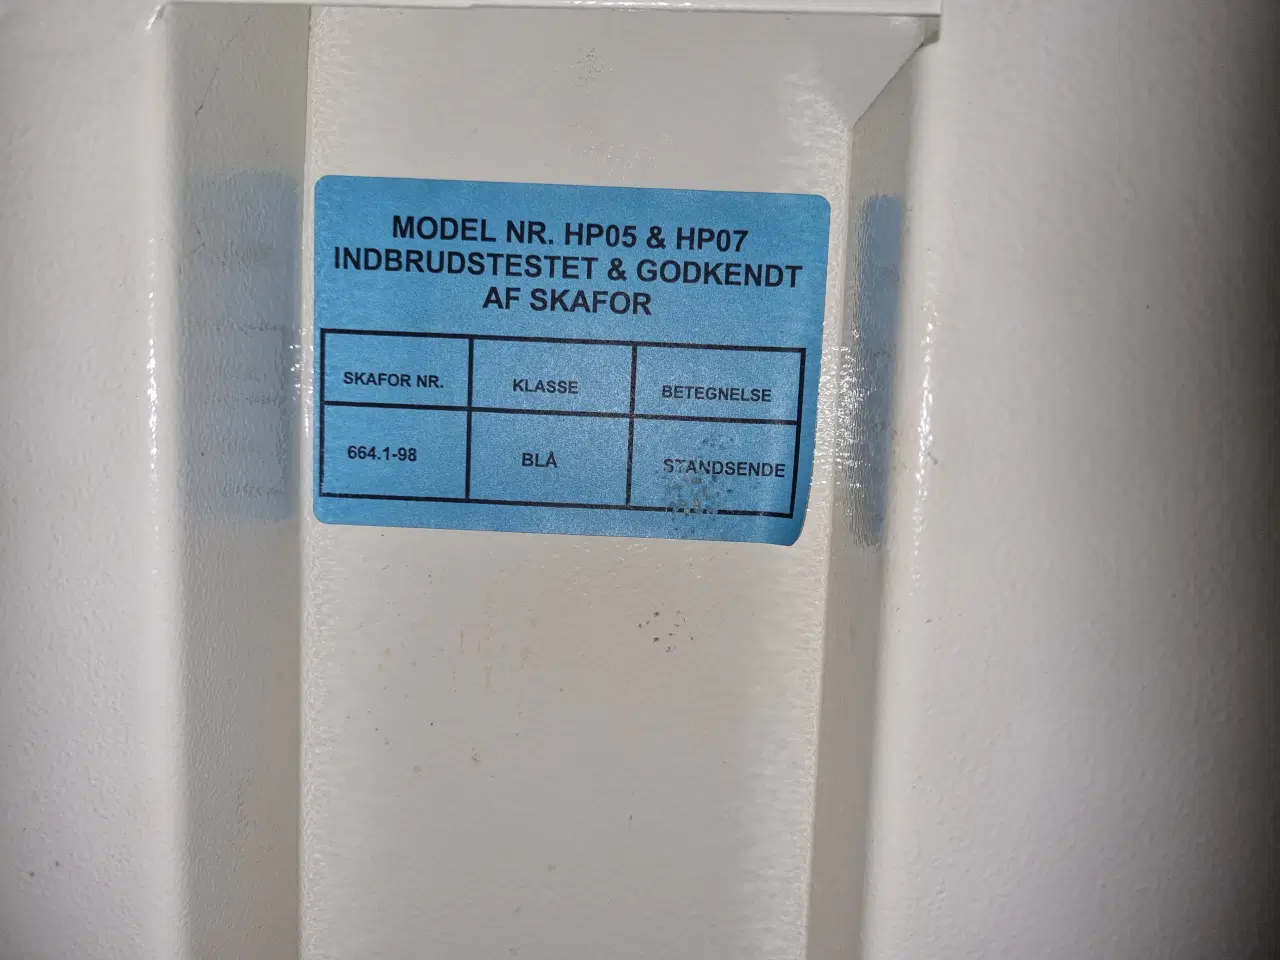 MODEL NR. HP05 & HP07
INDBRUDSTESTET & GODKENDT
AF SKAFOR
SKAFOR NR. KLASSE BETEGNELSE
664.1-98 BLÅ STANDSENDE